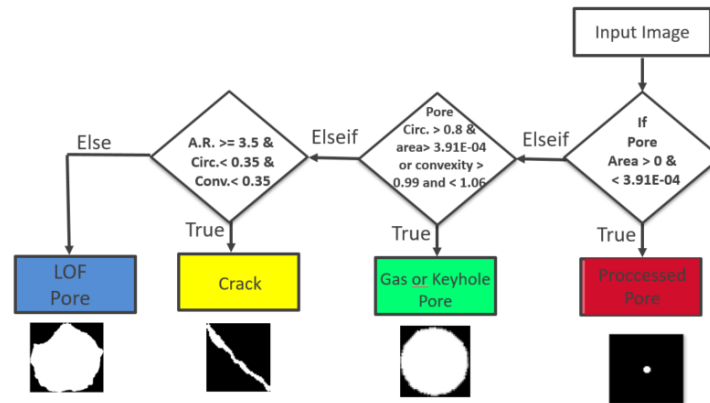 Input Image
If
Pore
Area > 0 &
< 3.91E-04
Elseif
Pore
Circ. > 0.8 &
area> 3.91E-04
or convexity >
0.99 and < 1.06
Elseif
A.R. >= 3.5 &
Circ.< 0.35 &
Conv.< 0.35
Else
True
True
True
LOF
Pore
Crack
Gas or Keyhole
Pore
Proccessed
Pore